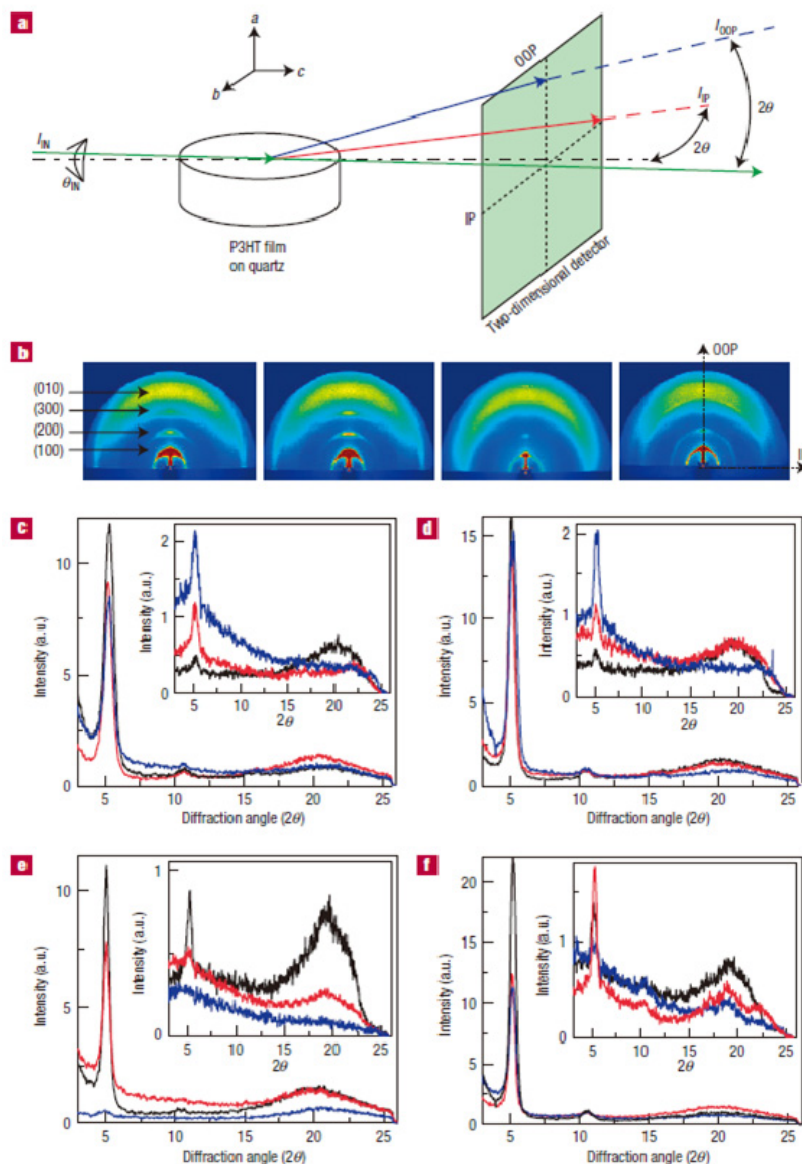 a
a
c
b
I_OOP
OOP
I_IP
2θ
2θ
I_IN
θ_IN
IP
P3HT film
on quartz
Two-dimensional detector
b
OOP
(010)
(300)
(200)
(100)
I
c
10
5
0
Intensity (a.u.)
5
10
15
20
25
Diffraction angle (2θ)
2
1
0
Intensity (a.u.)
5
10
15
20
25
2θ
d
15
10
5
0
Intensity (a.u.)
5
10
15
20
25
Diffraction angle (2θ)
2
1
0
Intensity (a.u.)
5
10
15
20
25
2θ
e
10
5
0
Intensity (a.u.)
5
10
15
20
25
Diffraction angle (2θ)
1
0
Intensity (a.u.)
5
10
15
20
25
2θ
f
20
15
10
5
0
Intensity (a.u.)
5
10
15
20
25
Diffraction angle (2θ)
1
0
Intensity (a.u.)
5
10
15
20
25
2θ